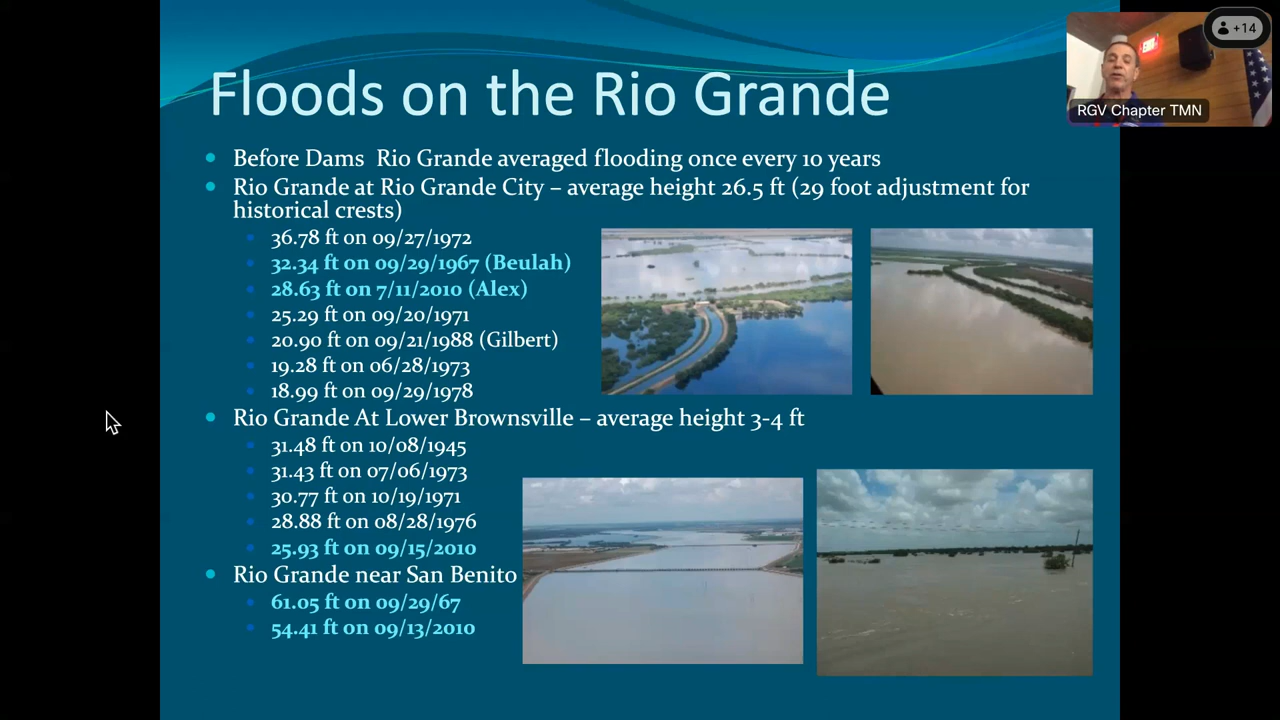 +14
EXIT
RGV Chapter TMN
Floods on the Rio Grande
Before Dams  Rio Grande averaged flooding once every 10 years
Rio Grande at Rio Grande City – average height 26.5 ft (29 foot adjustment for
historical crests)
36.78 ft on 09/27/1972
32.34 ft on 09/29/1967 (Beulah)
28.63 ft on 7/11/2010 (Alex)
25.29 ft on 09/20/1971
20.90 ft on 09/21/1988 (Gilbert)
19.28 ft on 06/28/1973
18.99 ft on 09/29/1978
Rio Grande At Lower Brownsville – average height 3-4 ft
31.48 ft on 10/08/1945
31.43 ft on 07/06/1973
30.77 ft on 10/19/1971
28.88 ft on 08/28/1976
25.93 ft on 09/15/2010
Rio Grande near San Benito
61.05 ft on 09/29/67
54.41 ft on 09/13/2010